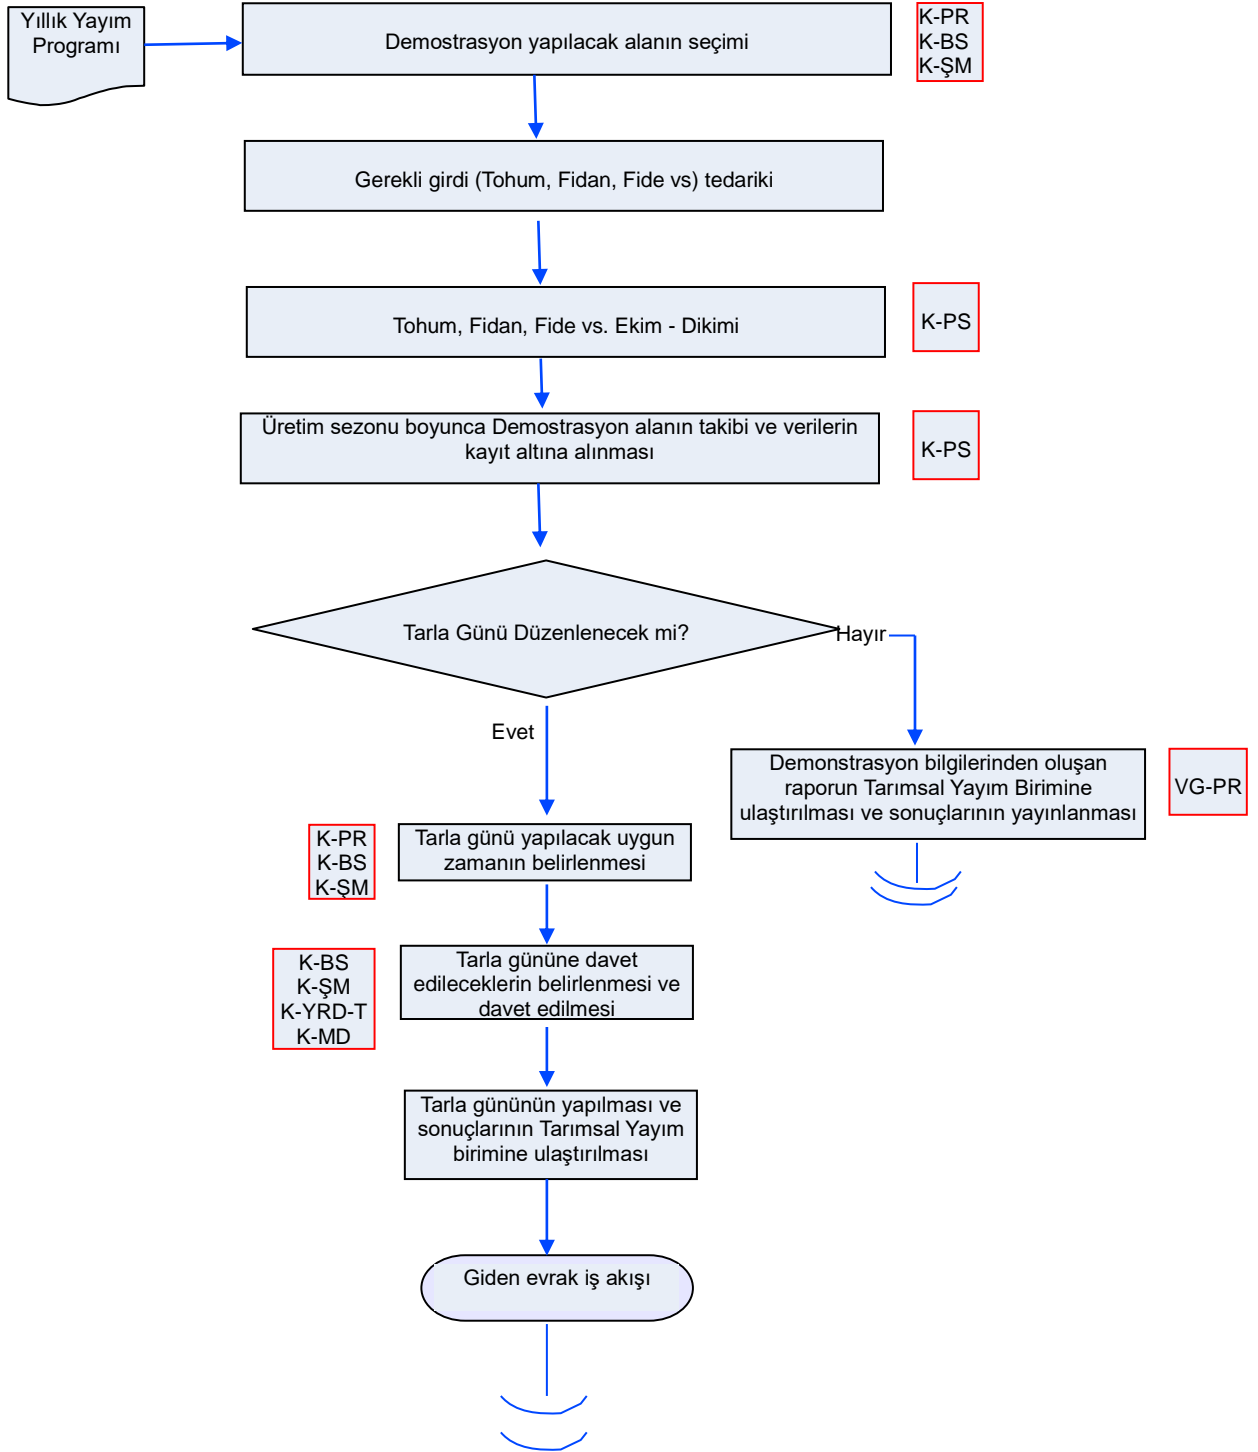 Yıllık Yayım
Programı
Demostrasyon yapılacak alanın seçimi
K-PR
K-BS
K-ŞM
Gerekli girdi (Tohum, Fidan, Fide vs) tedariki
Tohum, Fidan, Fide vs. Ekim - Dikimi
K-PS
Üretim sezonu boyunca Demostrasyon alanın takibi ve verilerin
kayıt altına alınması
K-PS
Tarla Günü Düzenlenecek mi?
Hayır
Evet
Demonstrasyon bilgilerinden oluşan
raporun Tarımsal Yayım Birimine
ulaştırılması ve sonuçlarının yayınlanması
VG-PR
K-PR
K-BS
K-ŞM
Tarla günü yapılacak uygun
zamanın belirlenmesi
K-BS
K-ŞM
K-YRD-T
K-MD
Tarla gününe davet
edileceklerin belirlenmesi ve
davet edilmesi
Tarla gününün yapılması ve
sonuçlarının Tarımsal Yayım
birimine ulaştırılması
Giden evrak iş akışı